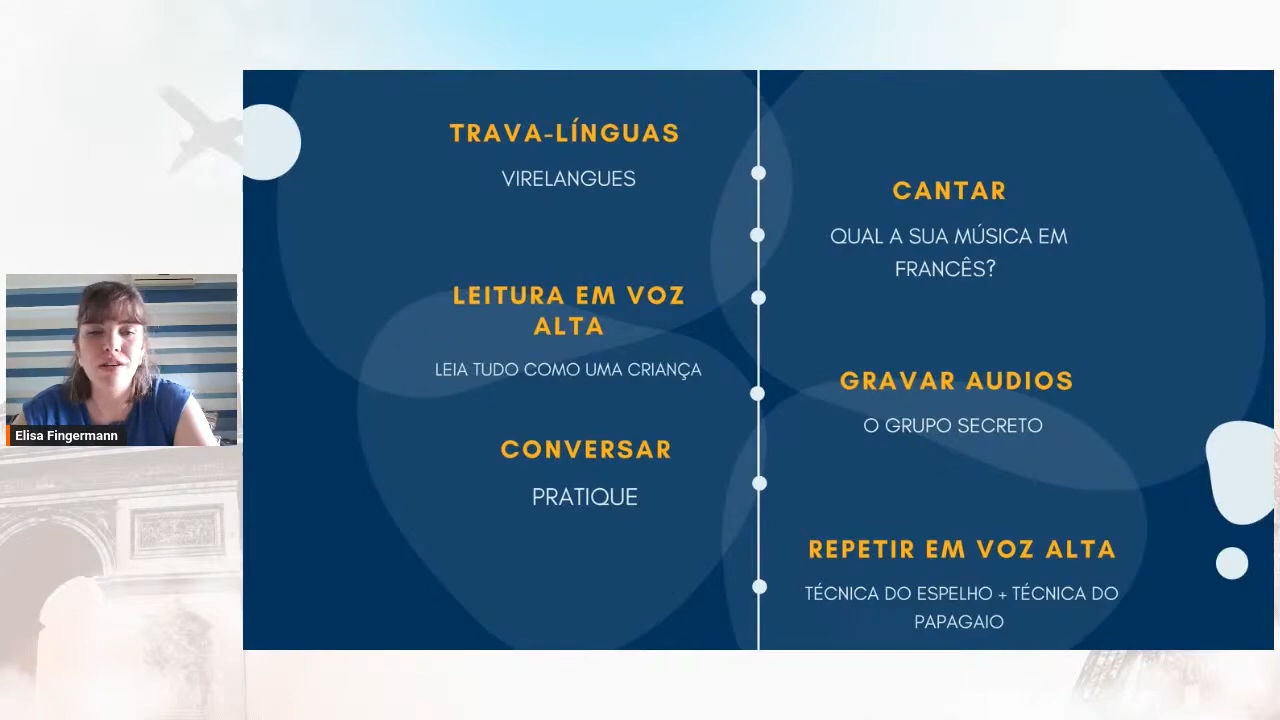 TRAVA-LÍNGUAS
VIRELANGUES
CANTAR
QUAL A SUA MÚSICA EM
FRANCÊS?
LEITURA EM VOZ
ALTA
LEIA TUDO COMO UMA CRIANÇA
GRAVAR AUDIOS
O GRUPO SECRETO
CONVERSAR
PRATIQUE
REPETIR EM VOZ ALTA
TÉCNICA DO ESPELHO + TÉCNICA DO
PAPAGAIO
Elisa Fingermann